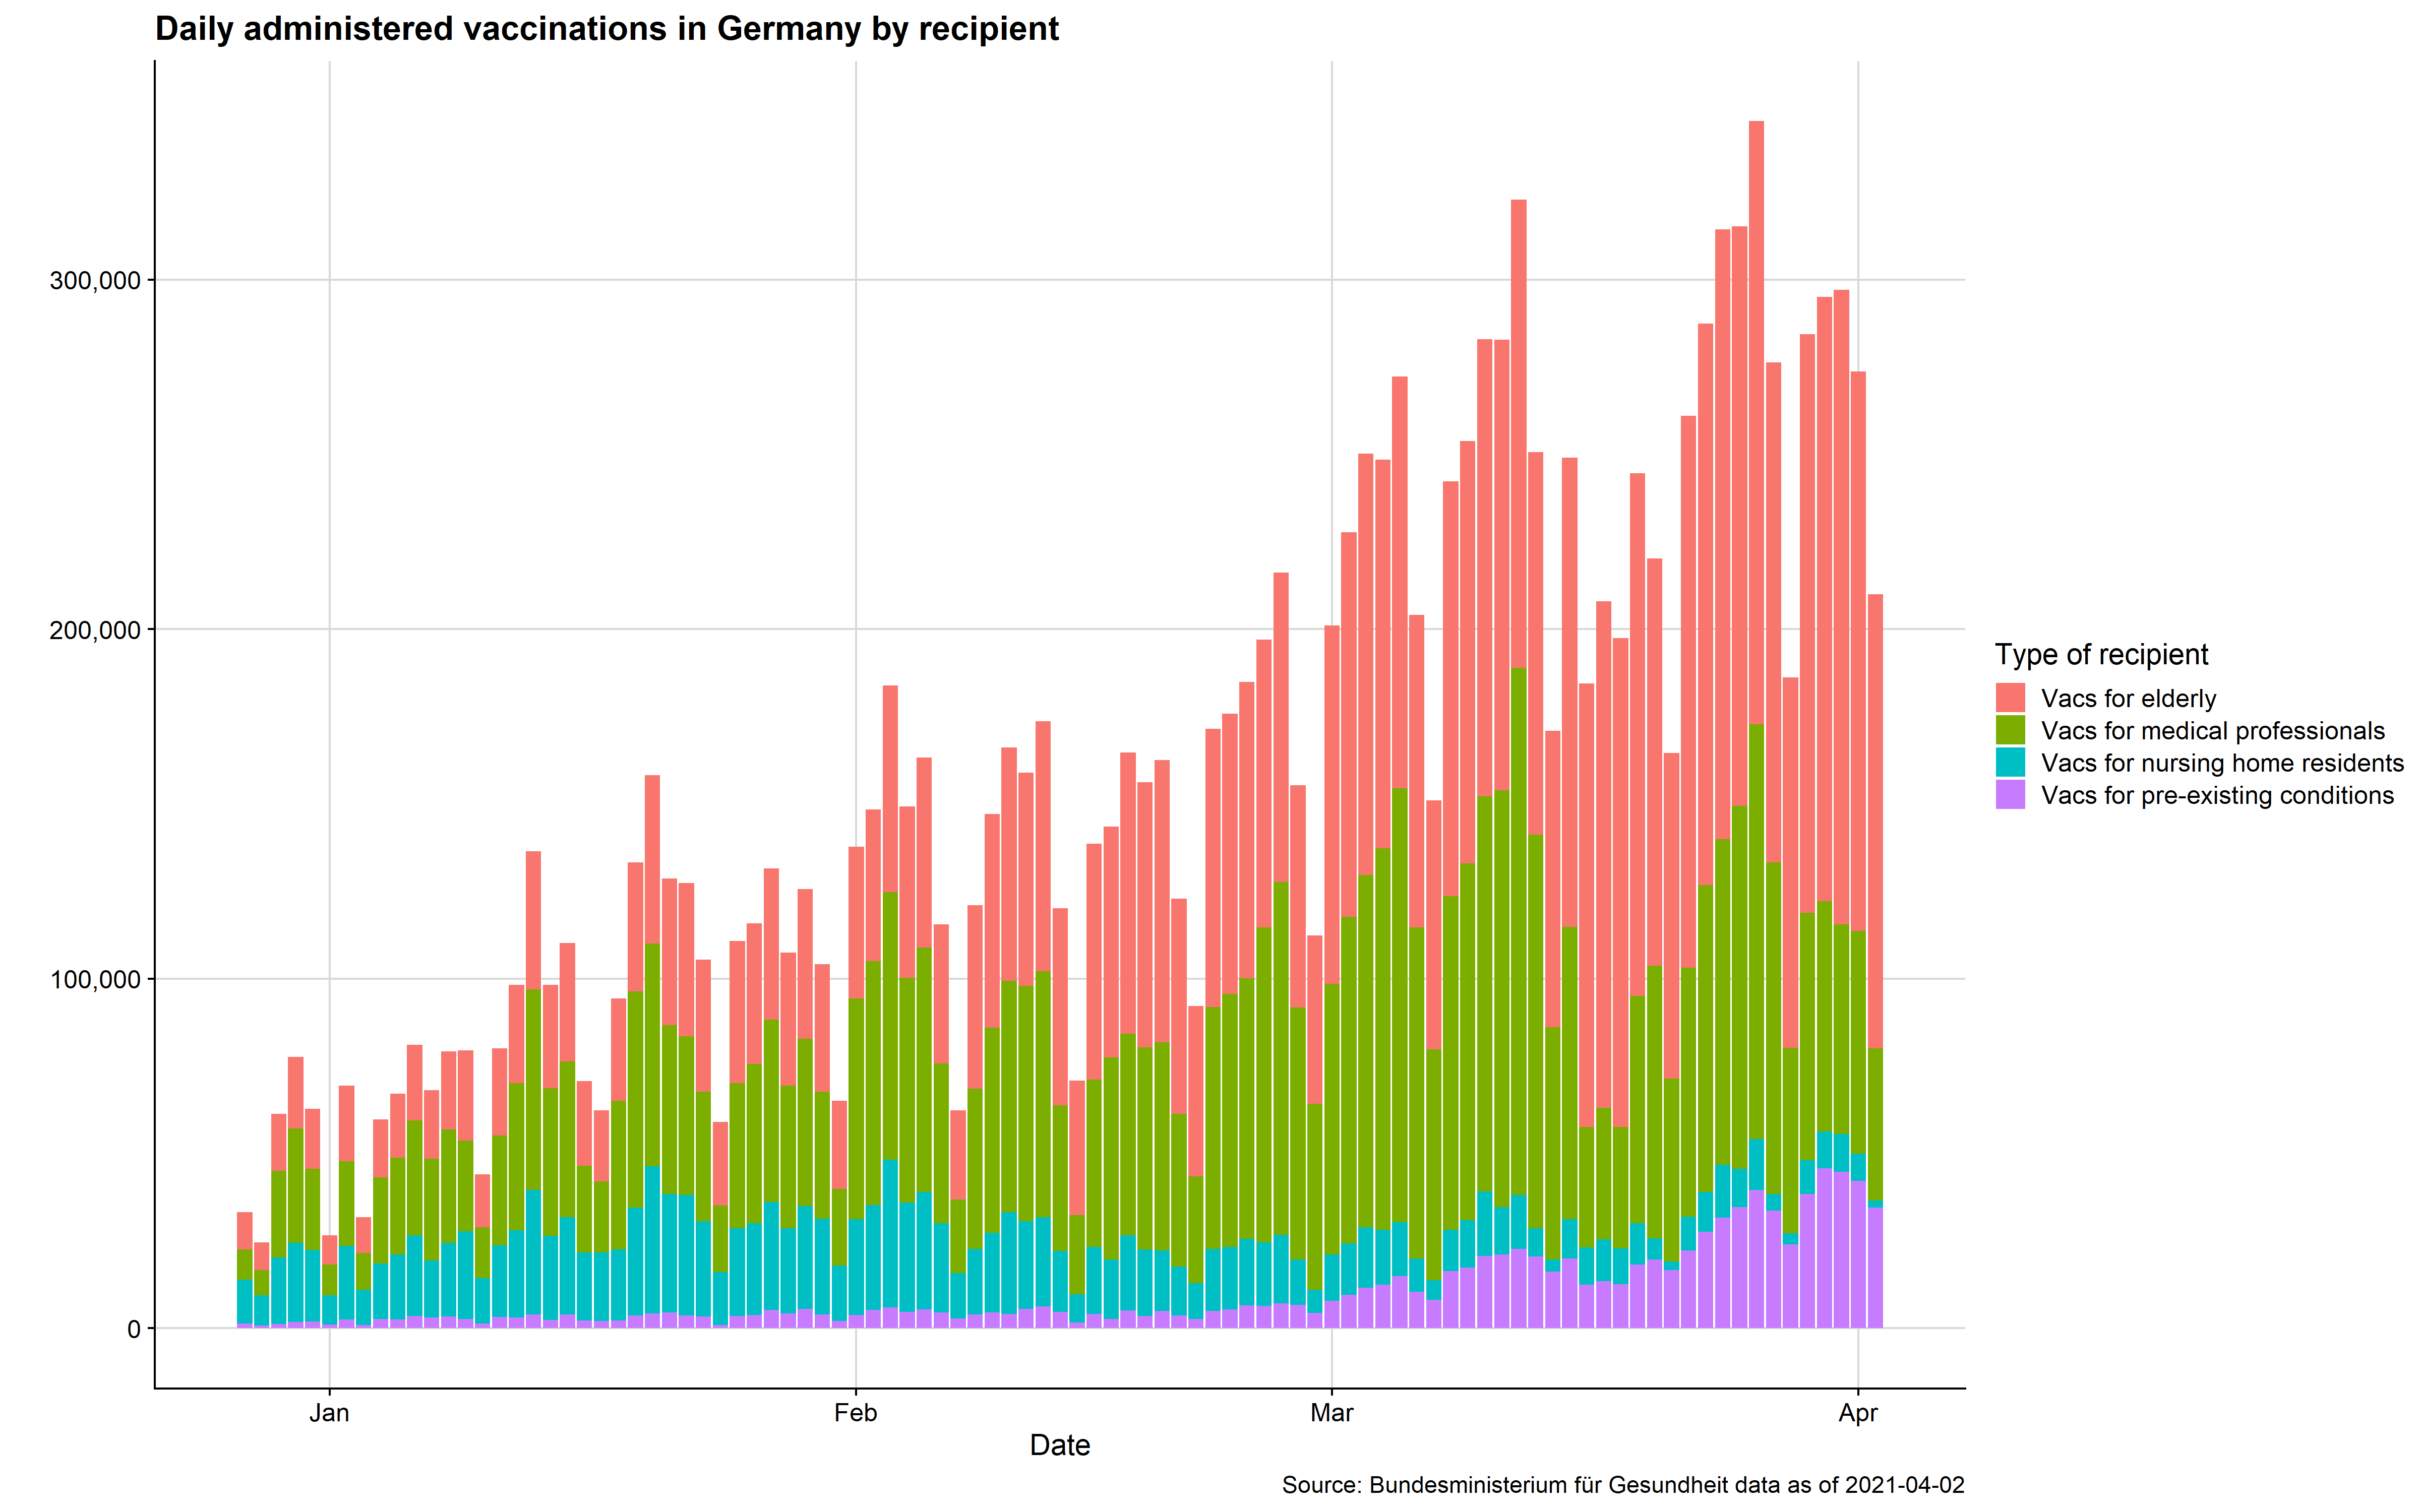 Daily administered vaccinations in Germany by recipient
300,000
200,000
100,000
0
Jan Feb Mar Apr
Date
Type of recipient
Vacs for elderly
Vacs for medical professionals
Vacs for nursing home residents
Vacs for pre-existing conditions
Source: Bundesministerium für Gesundheit data as of 2021-04-02